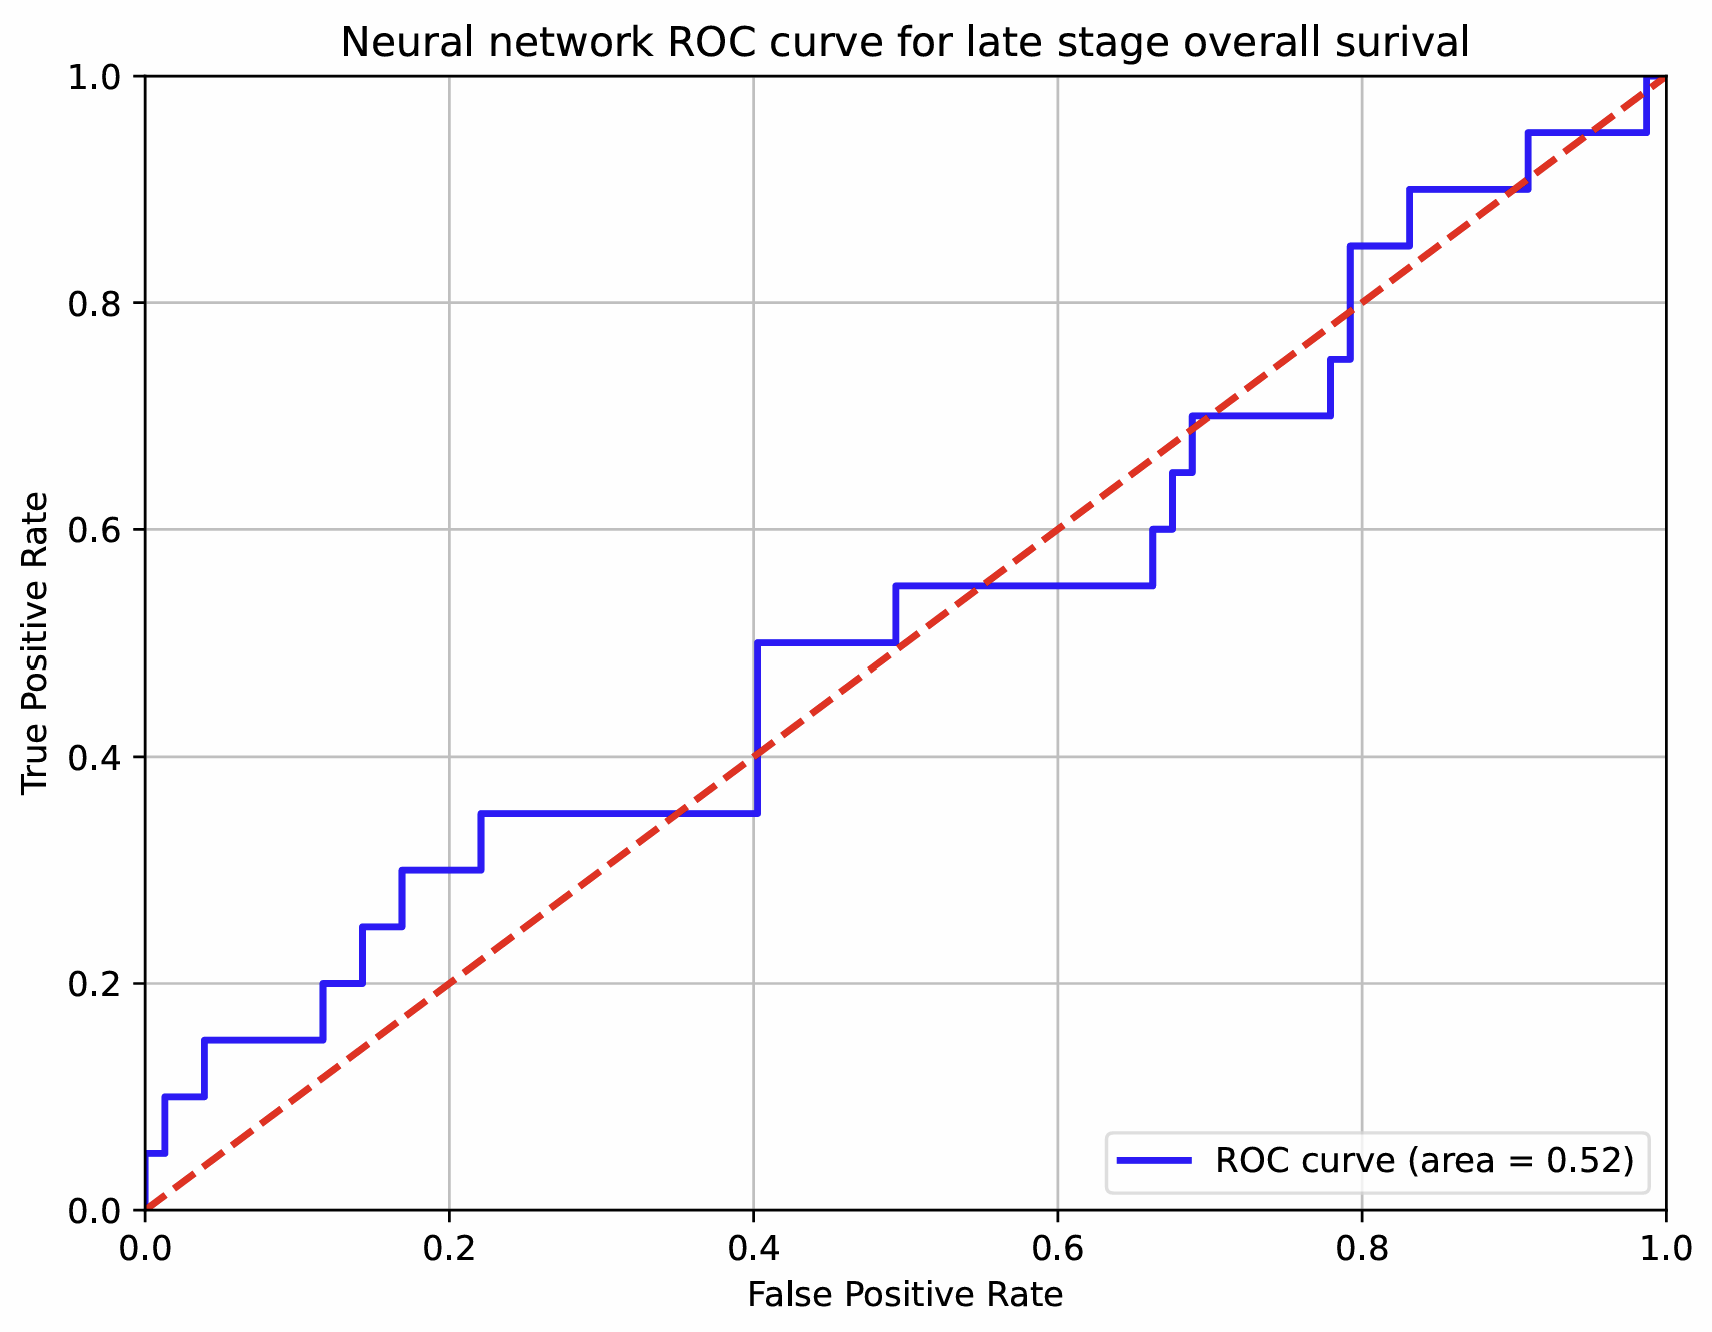 Neural network ROC curve for late stage overall surival
1.0
0.8
0.6
0.4
0.2
0.0
True Positive Rate
ROC curve (area = 0.52)
0.0 0.2 0.4 0.6 0.8 1.0
False Positive Rate